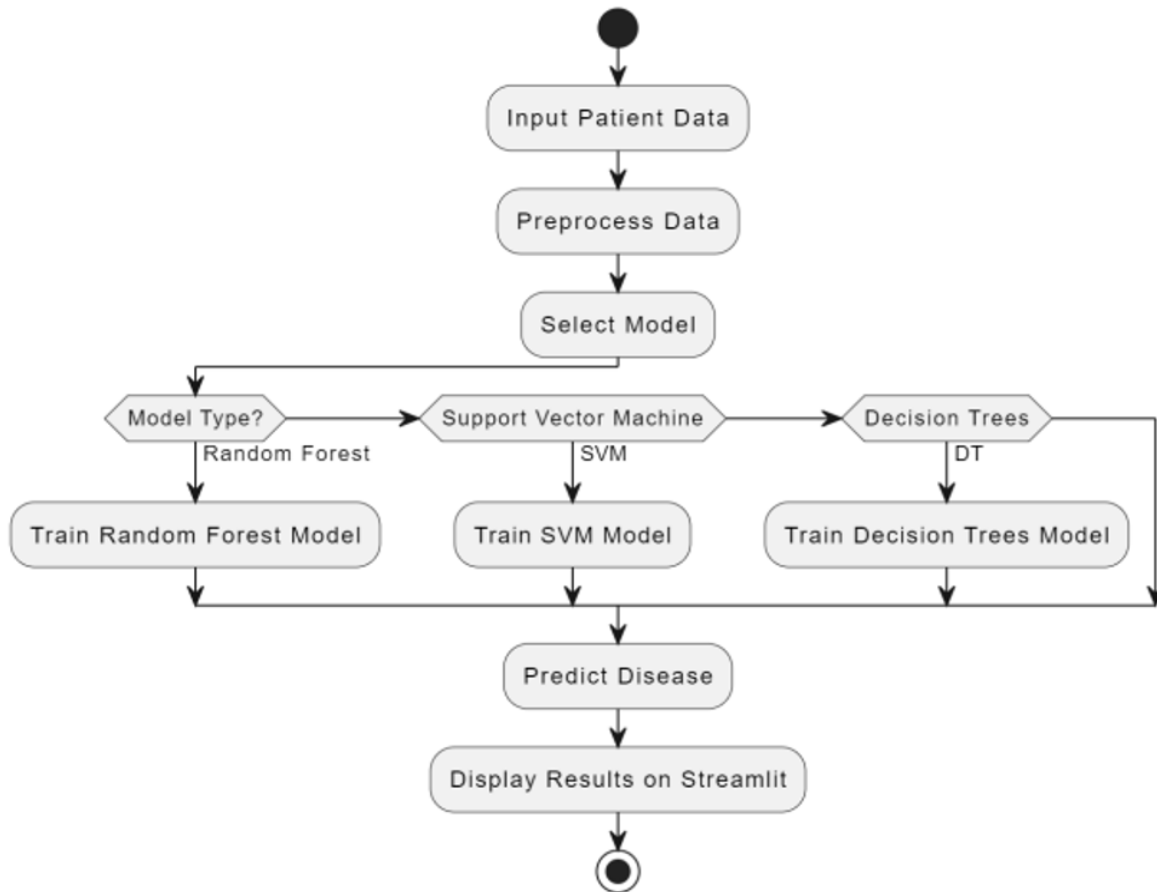 Input Patient Data
Preprocess Data
Select Model
Model Type?
Support Vector Machine
Decision Trees
Random Forest
SVM
DT
Train Random Forest Model
Train SVM Model
Train Decision Trees Model
Predict Disease
Display Results on Streamlit